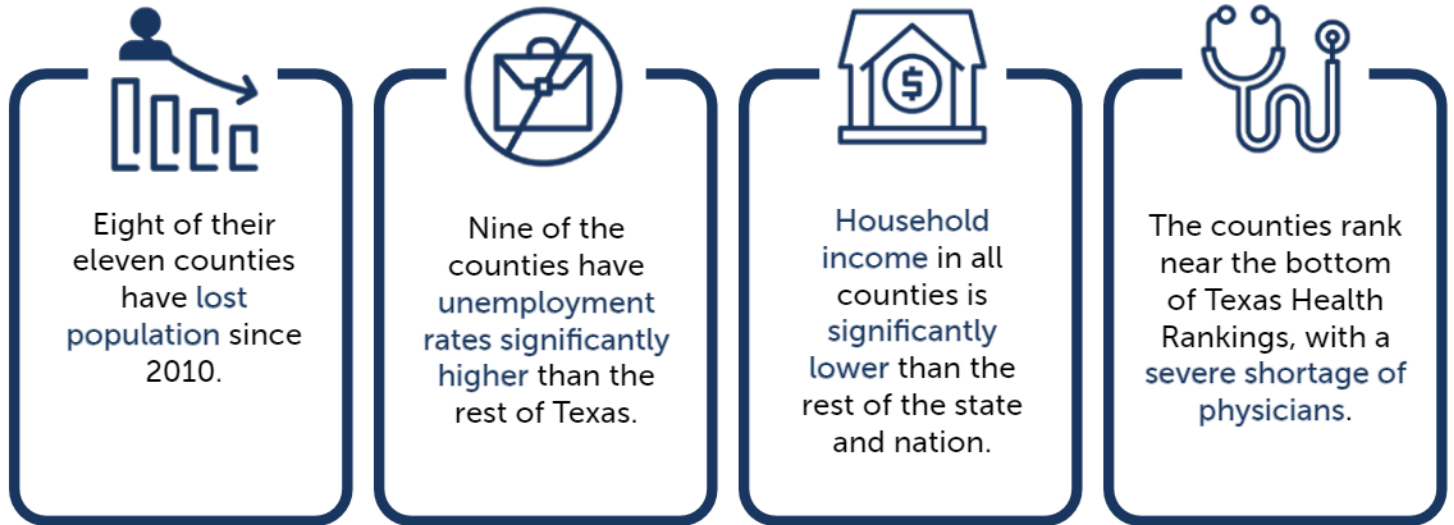 Eight of their
eleven counties
have lost
population since
2010.
Nine of the
counties have
unemployment
rates significantly
higher than the
rest of Texas.
Household
income in all
counties is
significantly
lower than the
rest of the state
and nation.
The counties rank
near the bottom
of Texas Health
Rankings, with a
severe shortage of
physicians.